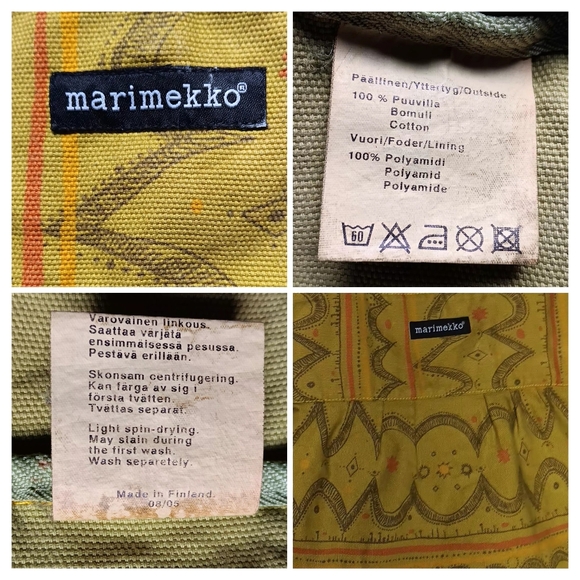 marimekko®
Päällinen/Yttertyg/Outside
100 % Puuvilla
Bomuli
Cotton
Vuori/Foder/Lining
100% Polyamidi
Polyamid
Polyamide
60
Varovainen linkous.
Saattaa värjätä
ensimmäisessä pesussa.
Pestävä erillään.
Skonsam centrifugering.
Kan färga av sig i
första tvätten.
Tvättas separat.
Light spin-drying.
May stain during
the first wash.
Wash separetely.
Made in Finland.
08/05
marimekko®